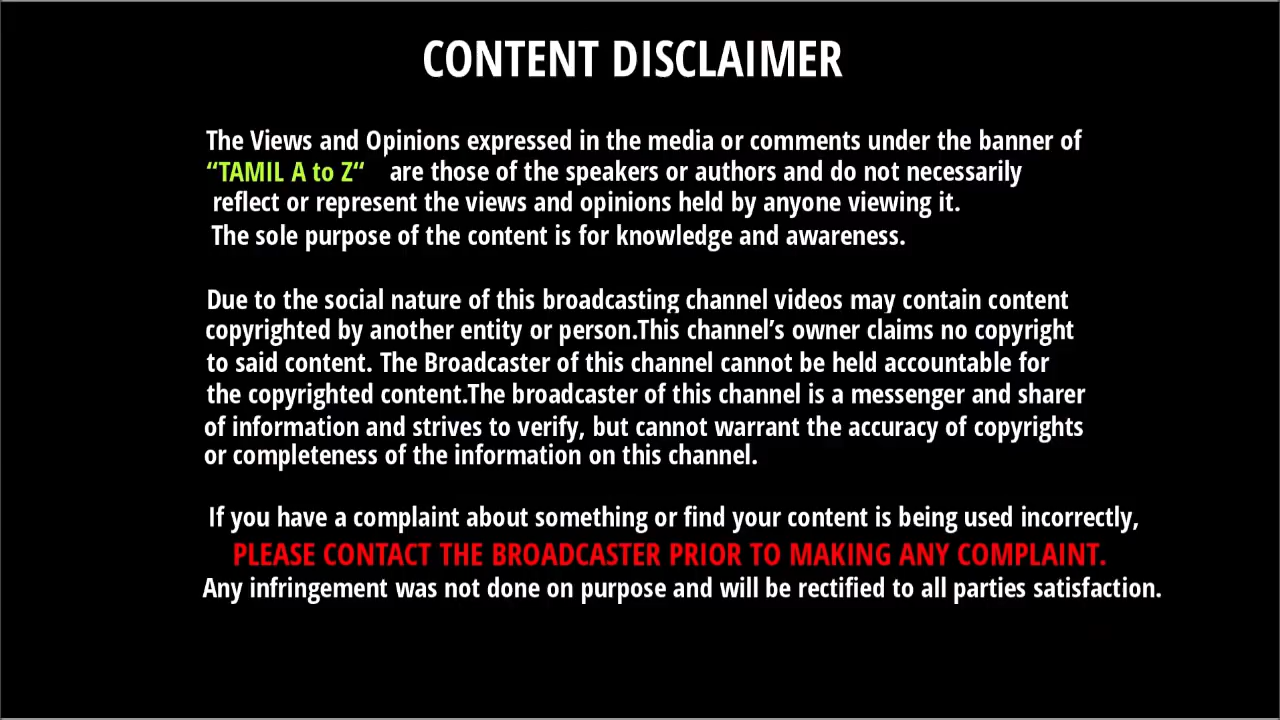 CONTENT DISCLAIMER
The Views and Opinions expressed in the media or comments under the banner of
“TAMIL A to Z“ are those of the speakers or authors and do not necessarily
reflect or represent the views and opinions held by anyone viewing it.
The sole purpose of the content is for knowledge and awareness.
Due to the social nature of this broadcasting channel videos may contain content
copyrighted by another entity or person.This channel’s owner claims no copyright
to said content. The Broadcaster of this channel cannot be held accountable for
the copyrighted content.The broadcaster of this channel is a messenger and sharer
of information and strives to verify, but cannot warrant the accuracy of copyrights
or completeness of the information on this channel.
If you have a complaint about something or find your content is being used incorrectly,
PLEASE CONTACT THE BROADCASTER PRIOR TO MAKING ANY COMPLAINT.
Any infringement was not done on purpose and will be rectified to all parties satisfaction.